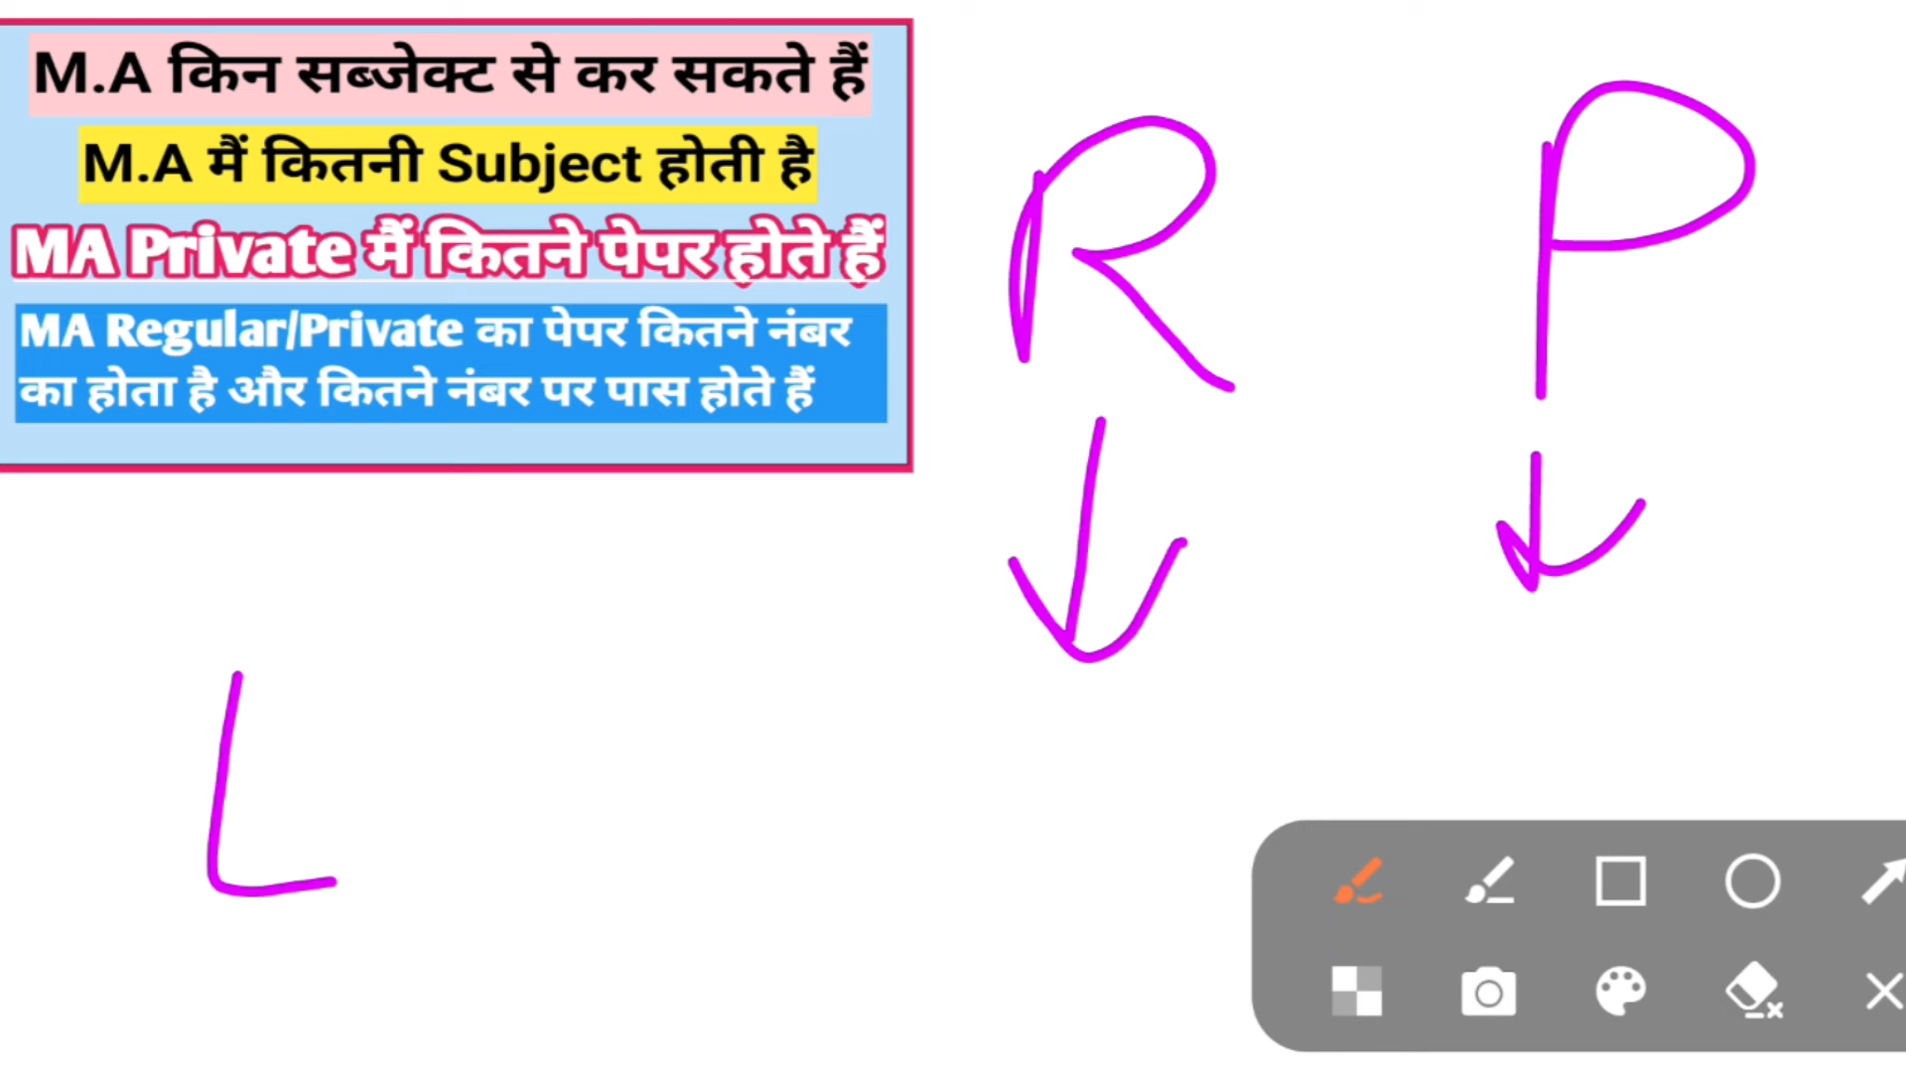 M.A किन सब्जेक्ट से कर सकते हैं
M.A मैं कितनी Subject होती है
MA Private मैं कितने पेपर होते हैं
MA Regular/Private का पेपर कितने नंबर
का होता है और कितने नंबर पर पास होते हैं
R P
L